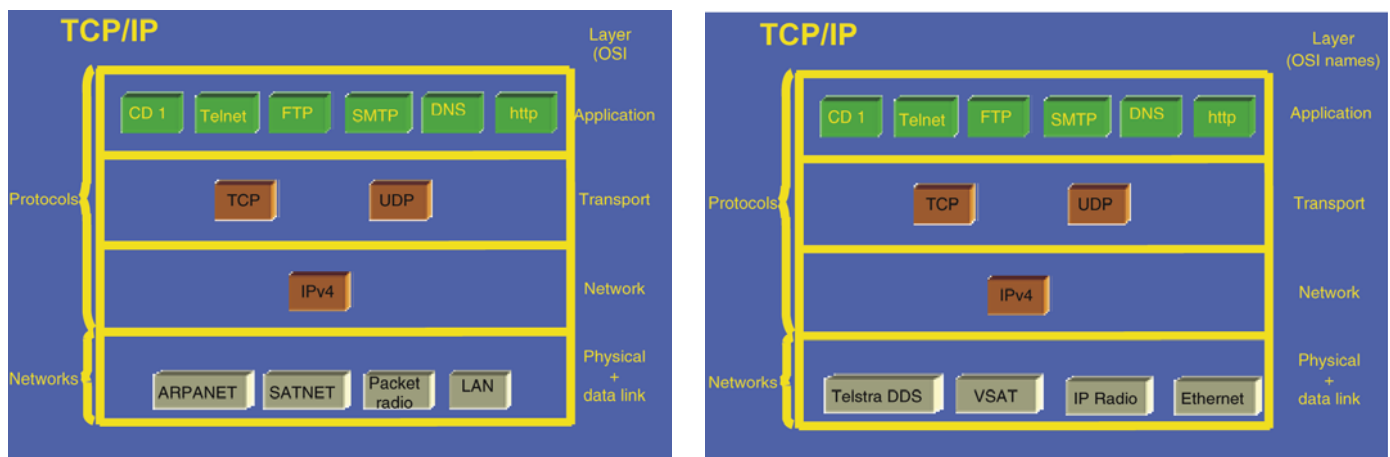 TCP/IP
Layer
(OSI
CD 1 Telnet FTP SMTP DNS http
Application
Protocols
TCP UDP
Transport
IPv4
Network
Networks
ARPANET SATNET Packet radio LAN
Physical
+
data link
TCP/IP
Layer
(OSI names)
CD 1 Telnet FTP SMTP DNS http
Application
Protocols
TCP UDP
Transport
IPv4
Network
Networks
Telstra DDS VSAT IP Radio Ethernet
Physical
+
data link